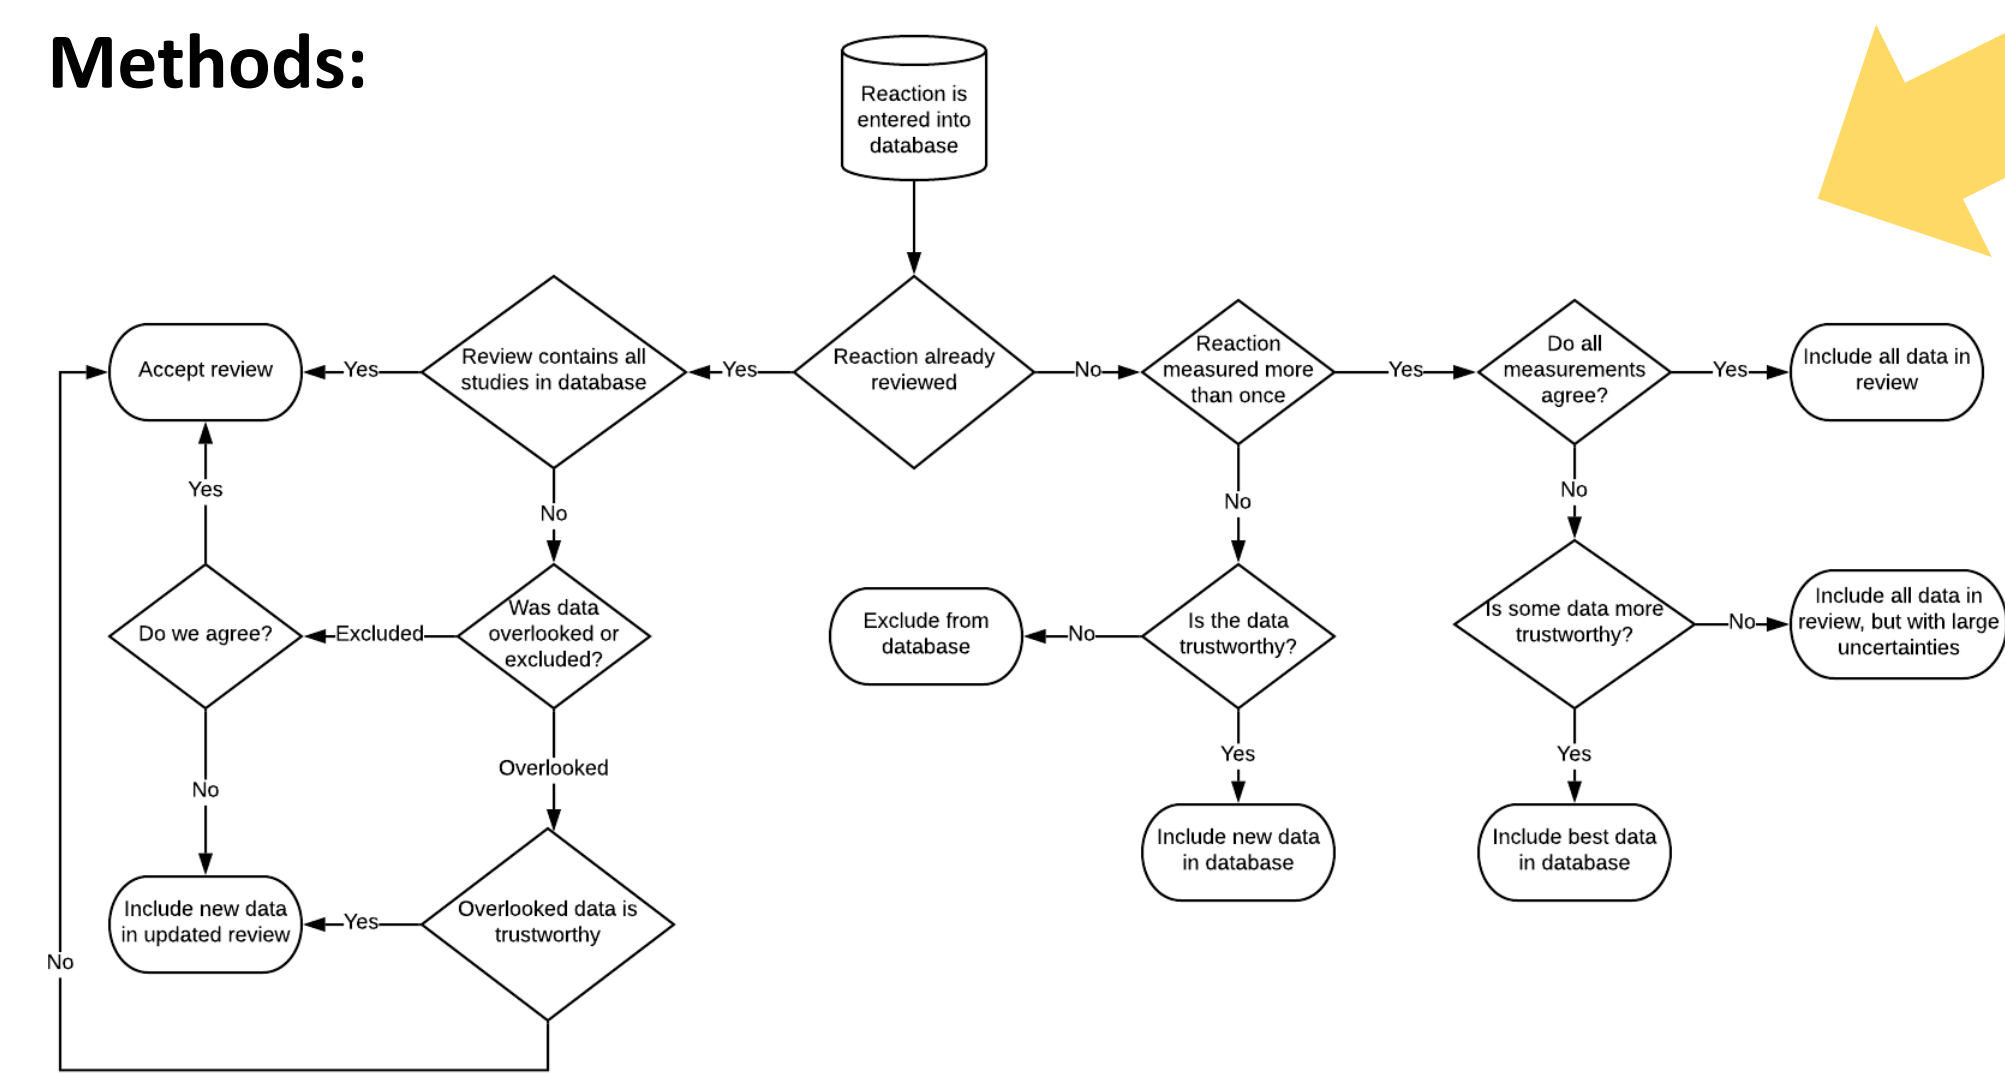 Methods:
Reaction is
entered into
database
Accept review
Yes
Review contains all
studies in database
Yes
Reaction already
reviewed
No
Reaction
measured more
than once
Yes
Do all
measurements
agree?
Yes
Include all data in
review
Yes
No
No
No
Do we agree?
Excluded
Was data
overlooked or
excluded?
Exclude from
database
No
Is the data
trustworthy?
Is some data more
trustworthy?
No
Include all data in
review, but with large
uncertainties
No
Overlooked
Yes
Yes
Include new data
in updated review
Yes
Overlooked data is
trustworthy
Include new data
in database
Include best data
in database
No